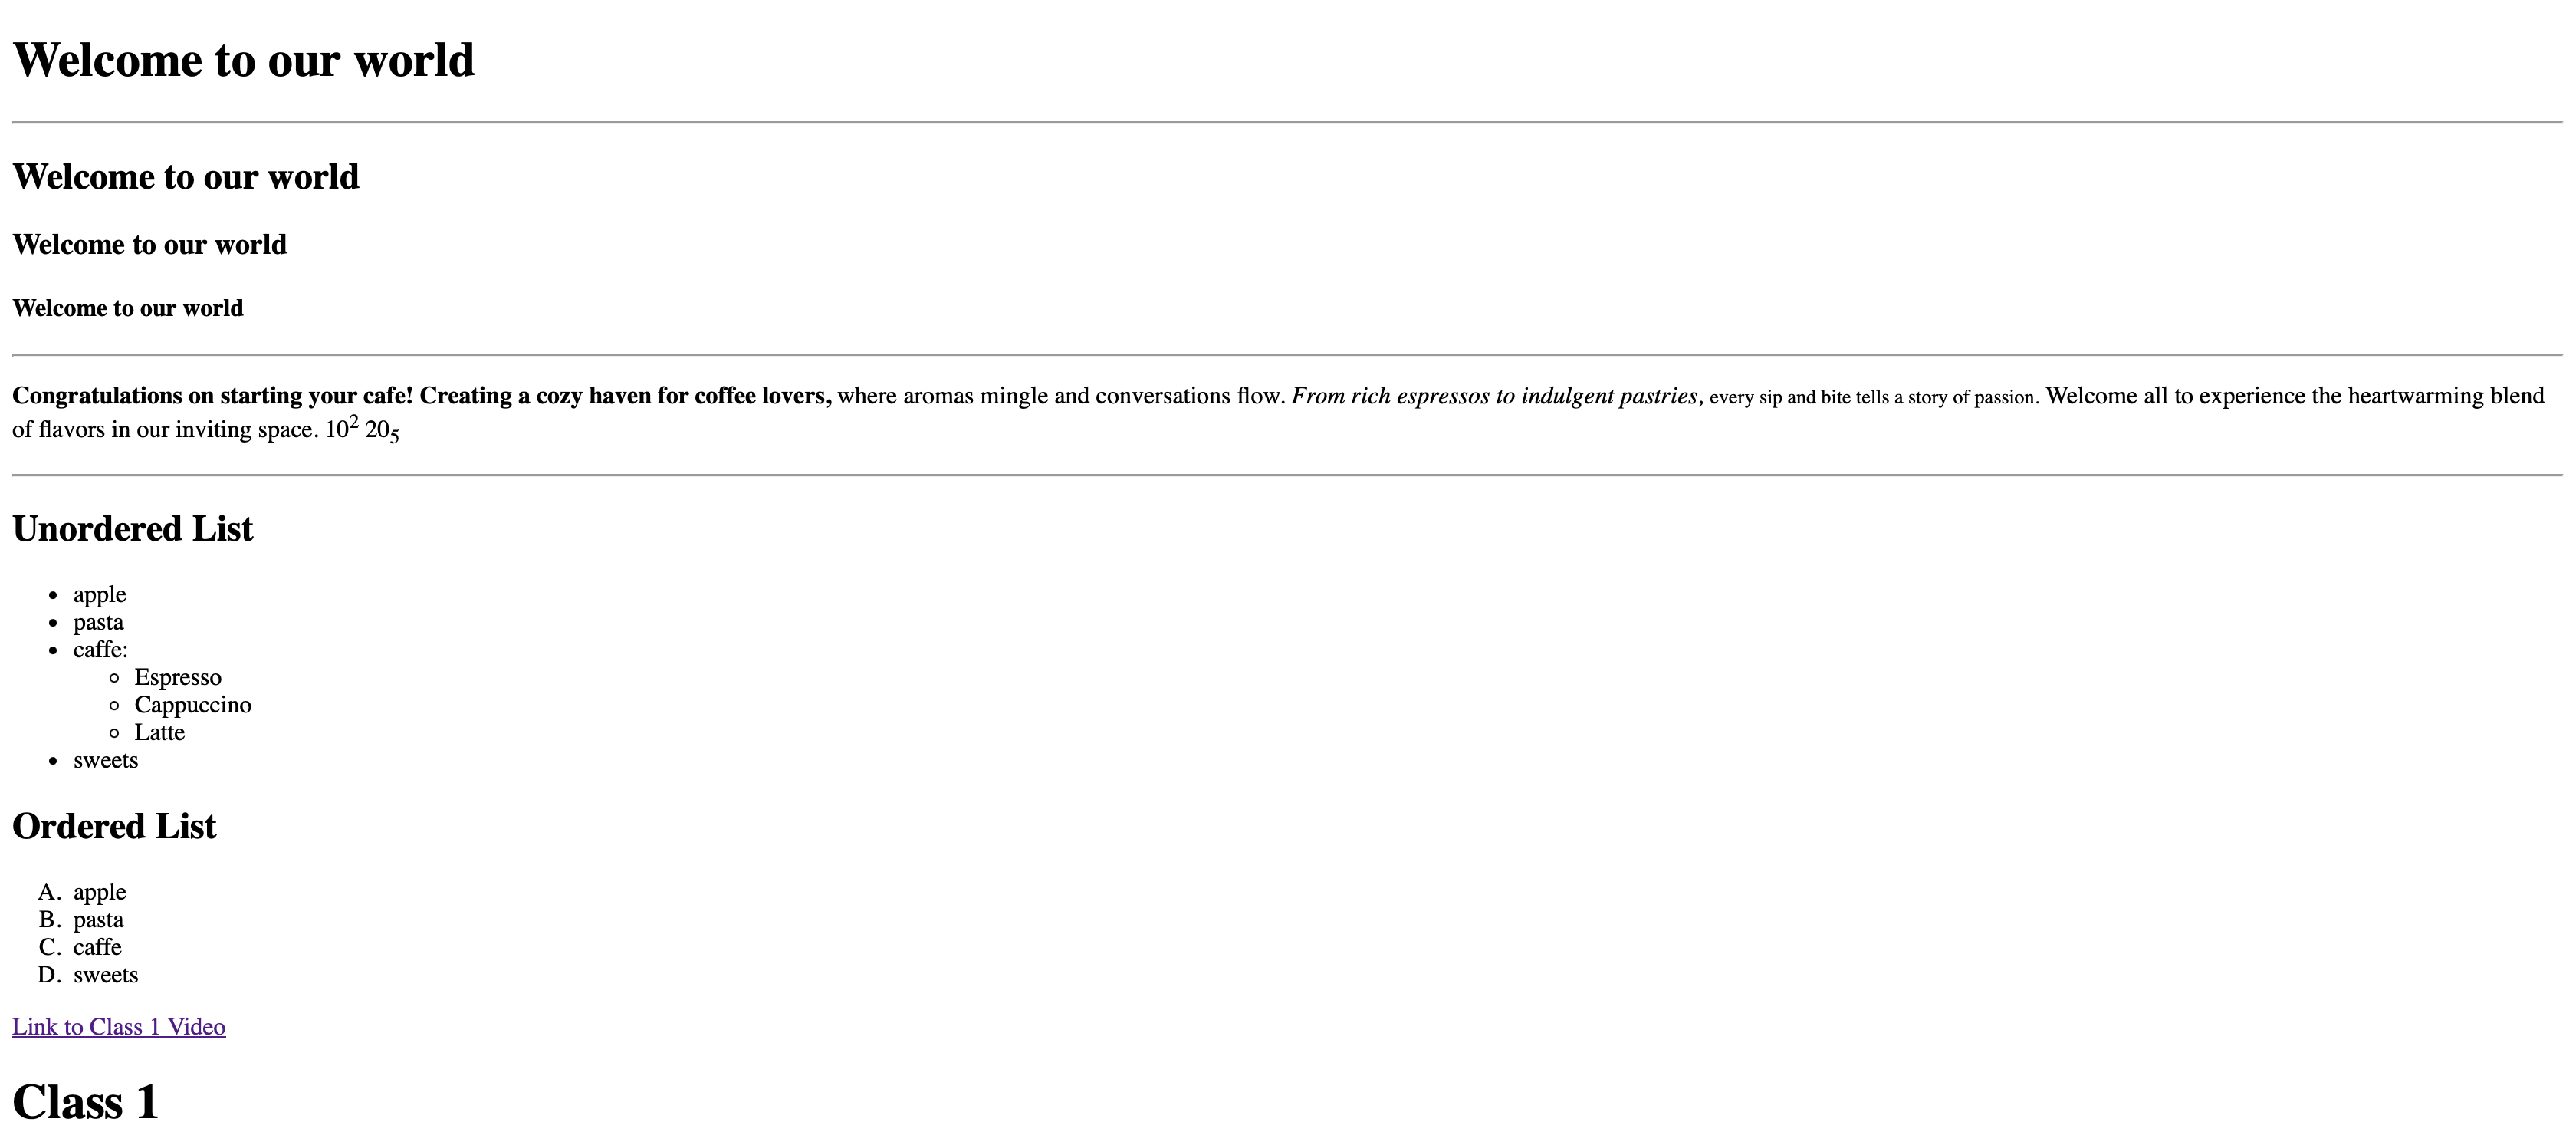 Welcome to our world
Welcome to our world
Welcome to our world
Welcome to our world
Congratulations on starting your cafe! Creating a cozy haven for coffee lovers, where aromas mingle and conversations flow. From rich espressos to indulgent pastries, every sip and bite tells a story of passion. Welcome all to experience the heartwarming blend
of flavors in our inviting space. 10² 20₅
Unordered List
• apple
• pasta
• caffe:
◦ Espresso
◦ Cappuccino
◦ Latte
• sweets
Ordered List
A. apple
B. pasta
C. caffe
D. sweets
Link to Class 1 Video
Class 1